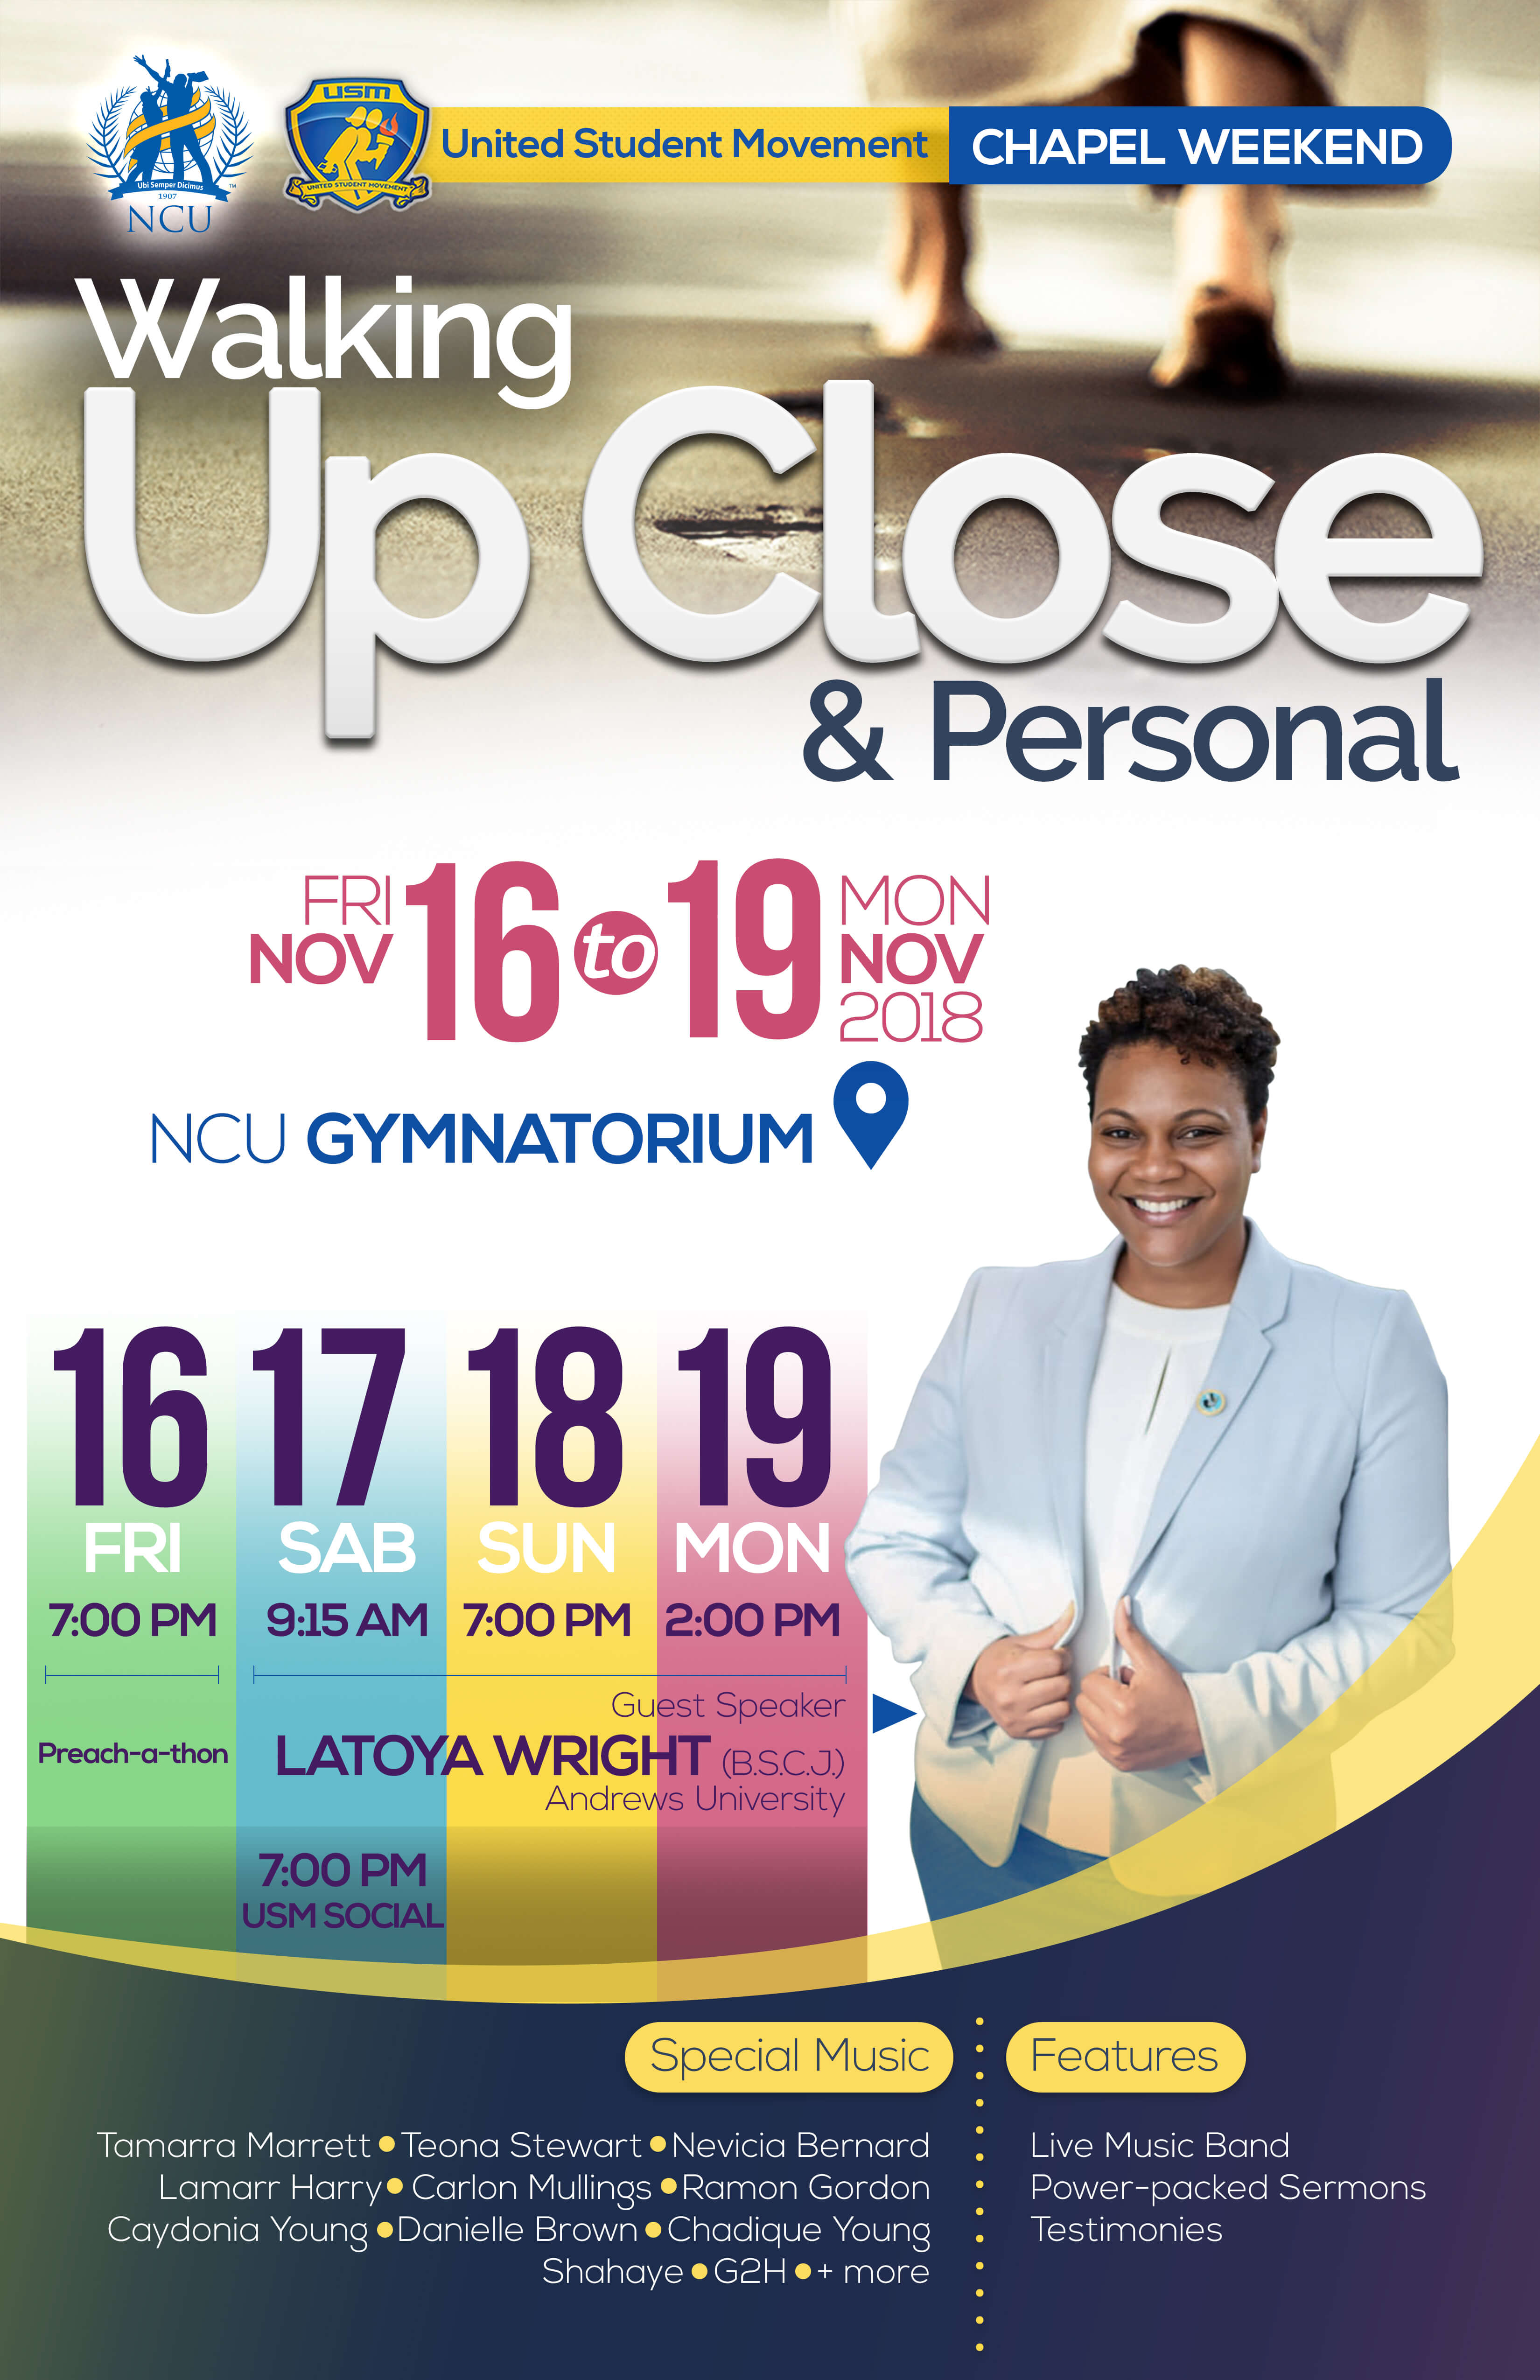 Ubi Semper Dicimus
1907
NCU
USM
UNITED STUDENT MOVEMENT
United Student Movement CHAPEL WEEKEND
Walking
Up Close
& Personal
FRI NOV 16 to 19 MON NOV 2018
NCU GYMNATORIUM
16 17 18 19
FRI SAB SUN MON
7:00 PM 9:15 AM 7:00 PM 2:00 PM
Guest Speaker
Preach-a-thon LATOYA WRIGHT (B.S.C.J.)
Andrews University
7:00 PM
USM SOCIAL
Special Music
Tamarra Marrett • Teona Stewart • Nevicia Bernard
Lamarr Harry • Carlon Mullings • Ramon Gordon
Caydonia Young • Danielle Brown • Chadique Young
Shahaye • G2H • + more
Features
Live Music Band
Power-packed Sermons
Testimonies